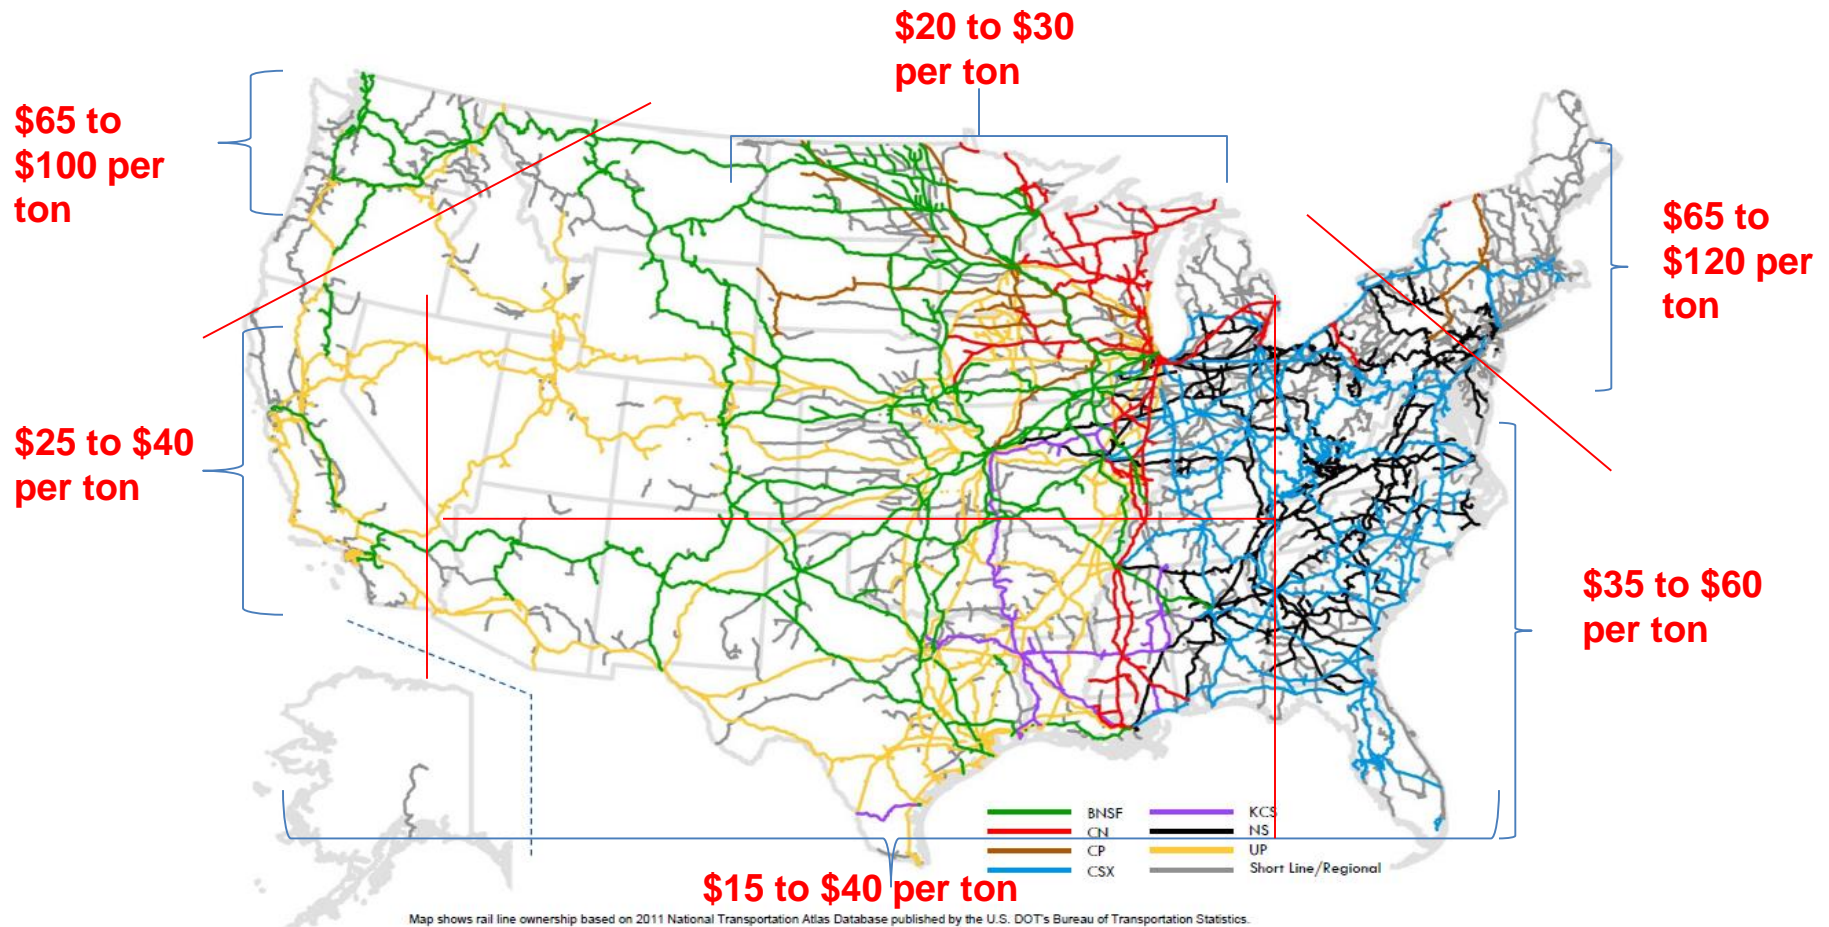 $20 to $30
per ton
$65 to
$100 per
ton
$65 to
$120 per
ton
$25 to $40
per ton
$35 to $60
per ton
BNSF
CN
CP
CSX
KCS
NS
UP
Short Line/Regional
$15 to $40 per ton
Map shows rail line ownership based on 2011 National Transportation Atlas Database published by the U.S. DOT's Bureau of Transportation Statistics.